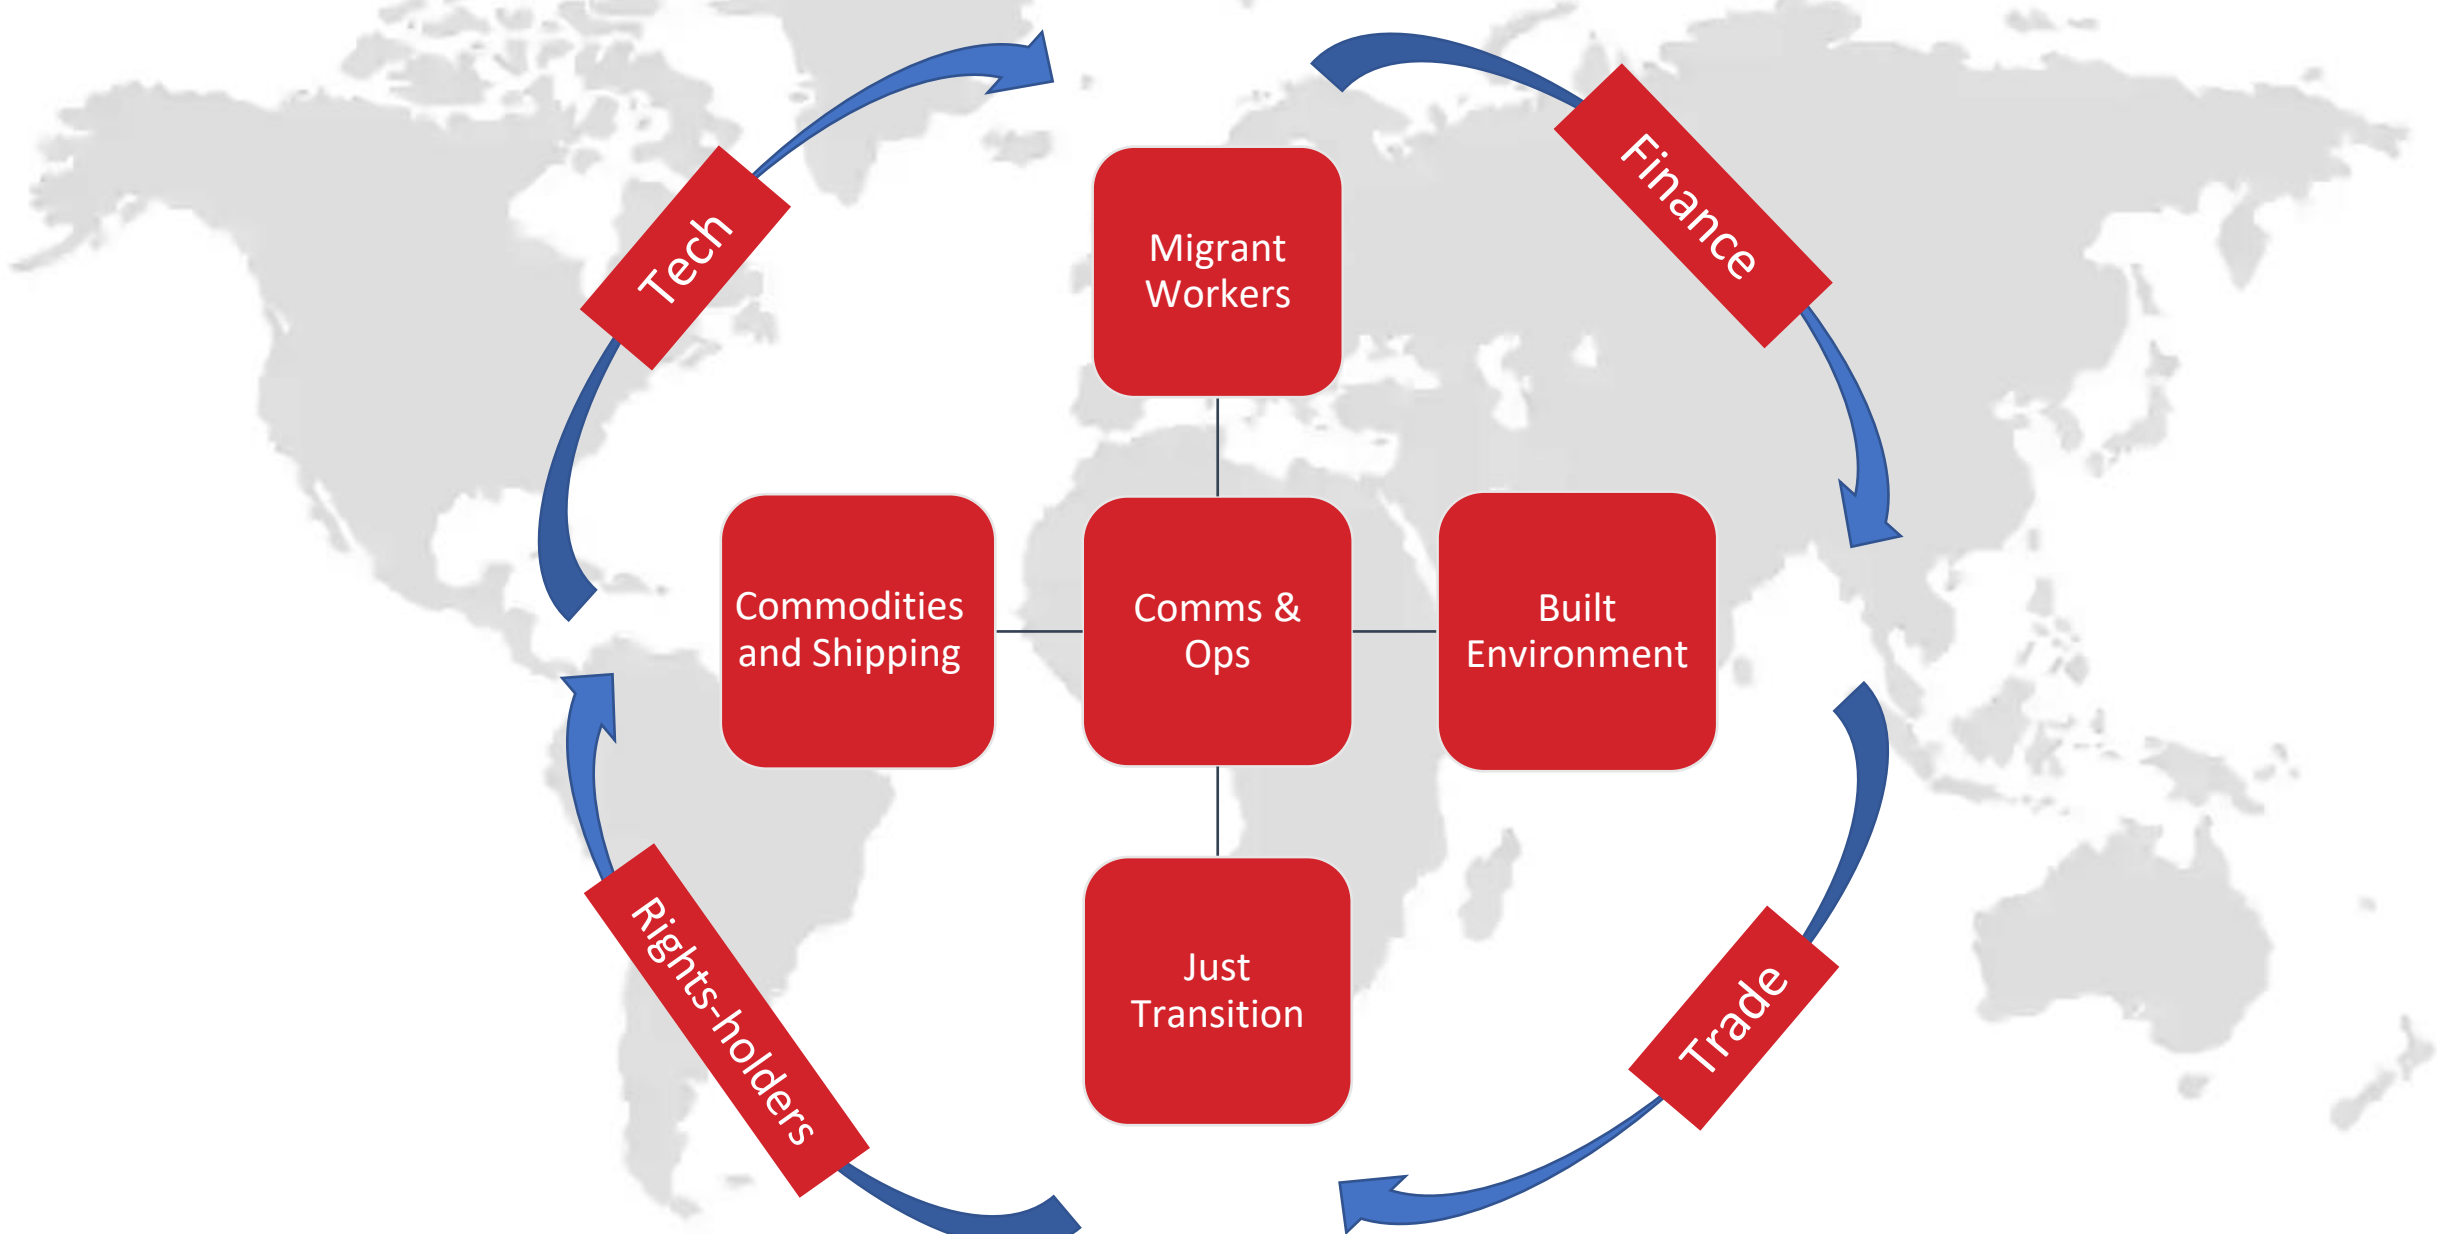 Tech
Finance
Migrant
Workers
Commodities
and Shipping
Comms &
Ops
Built
Environment
Just
Transition
Rights-holders
Trade